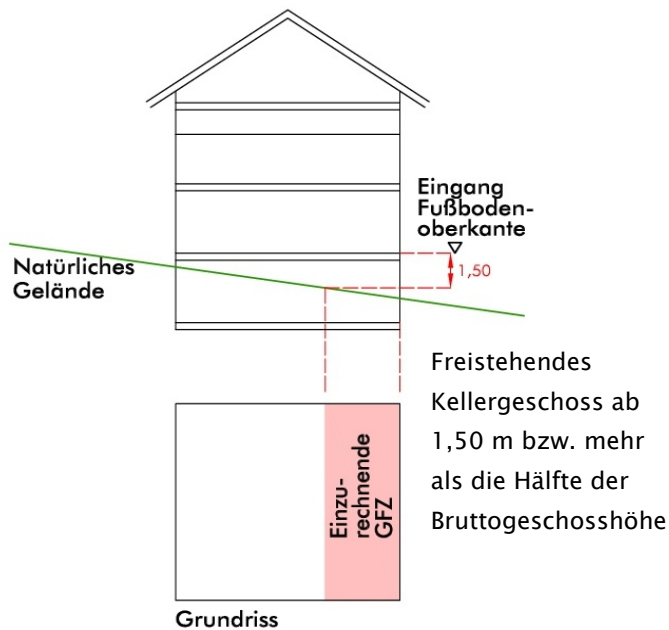 Eingang
Fußboden-
oberkante
1,50
Natürliches
Gelände
Freistehendes
Kellergeschoss ab
1,50 m bzw. mehr
als die Hälfte der
Bruttogeschosshöhe
Einzu-
rechnende
GFZ
Grundriss